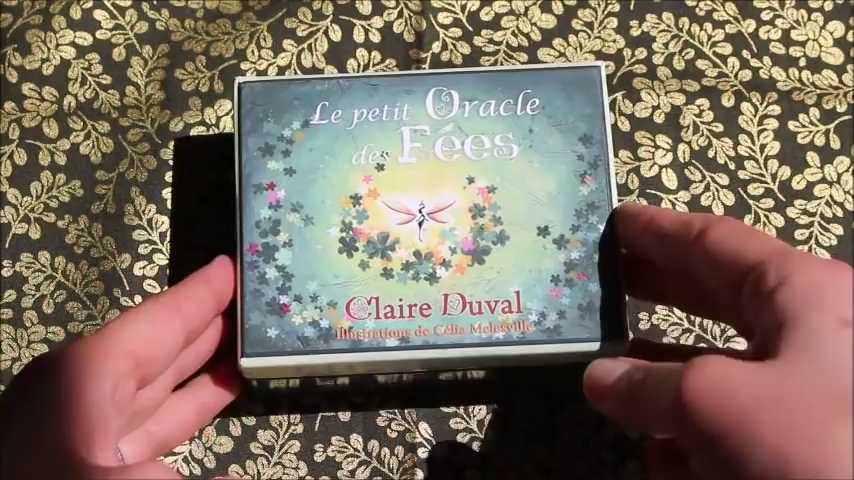 Le petit Oracle
des Fées
Claire Duval
Illustrations de Célia Melesville